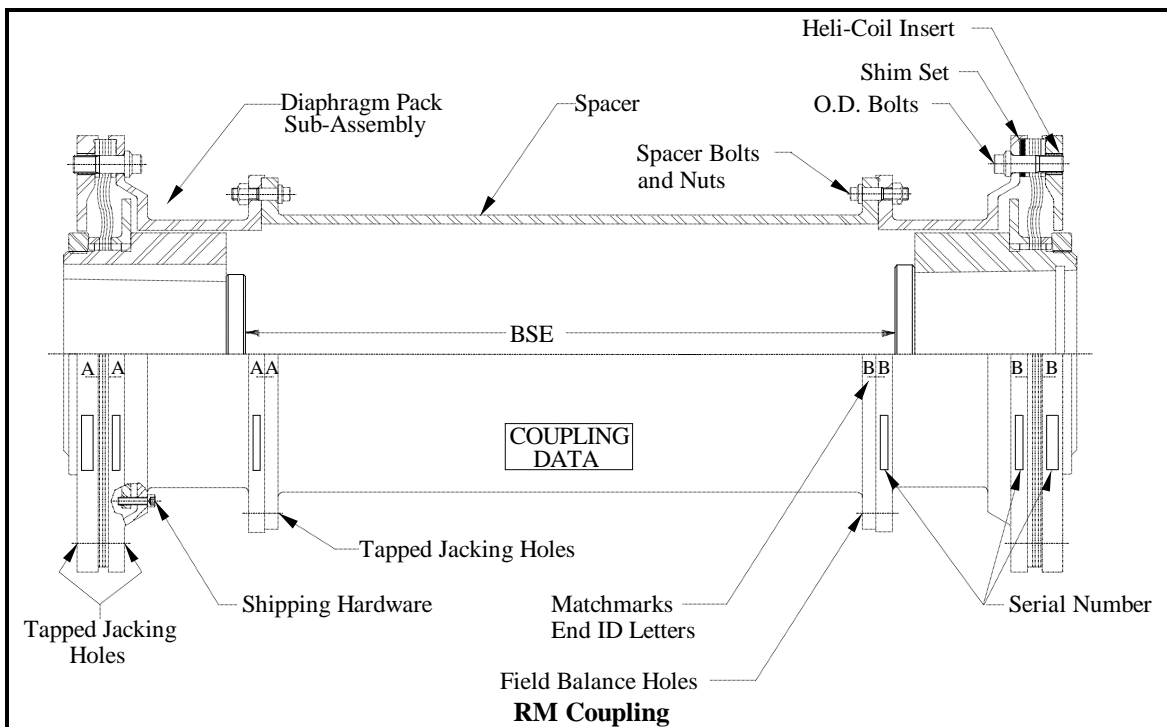 Heli-Coil Insert
Shim Set
O.D. Bolts
Diaphragm Pack
Sub-Assembly
Spacer
Spacer Bolts
and Nuts
BSE
A A A A B B B B
COUPLING
DATA
Tapped Jacking Holes
Shipping Hardware
Matchmarks
End ID Letters
Serial Number
Tapped Jacking
Holes
Field Balance Holes
RM Coupling